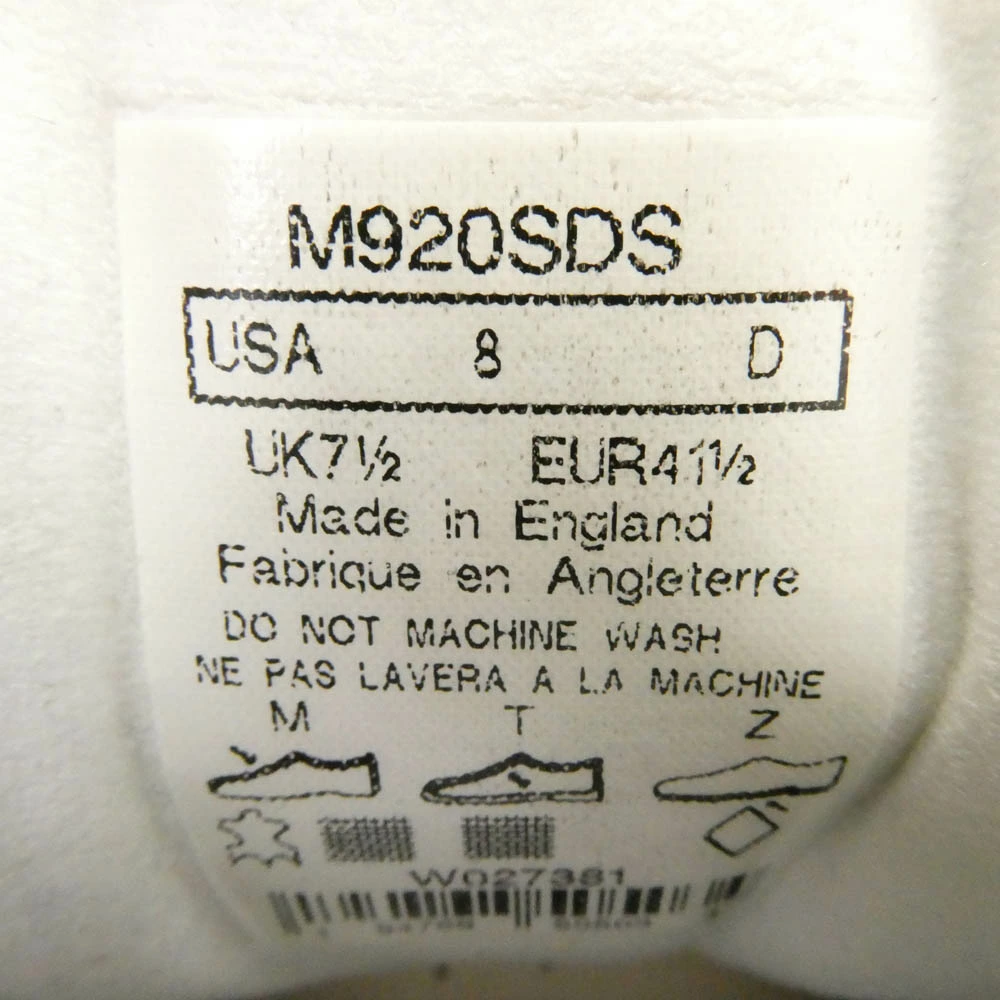 M920SDS
USA 8 D
UK7½ EUR41½
Made in England
Fabrique en Angleterre
DO NOT MACHINE WASH
NE PAS LAVERA A LA MACHINE
M T Z
W027381